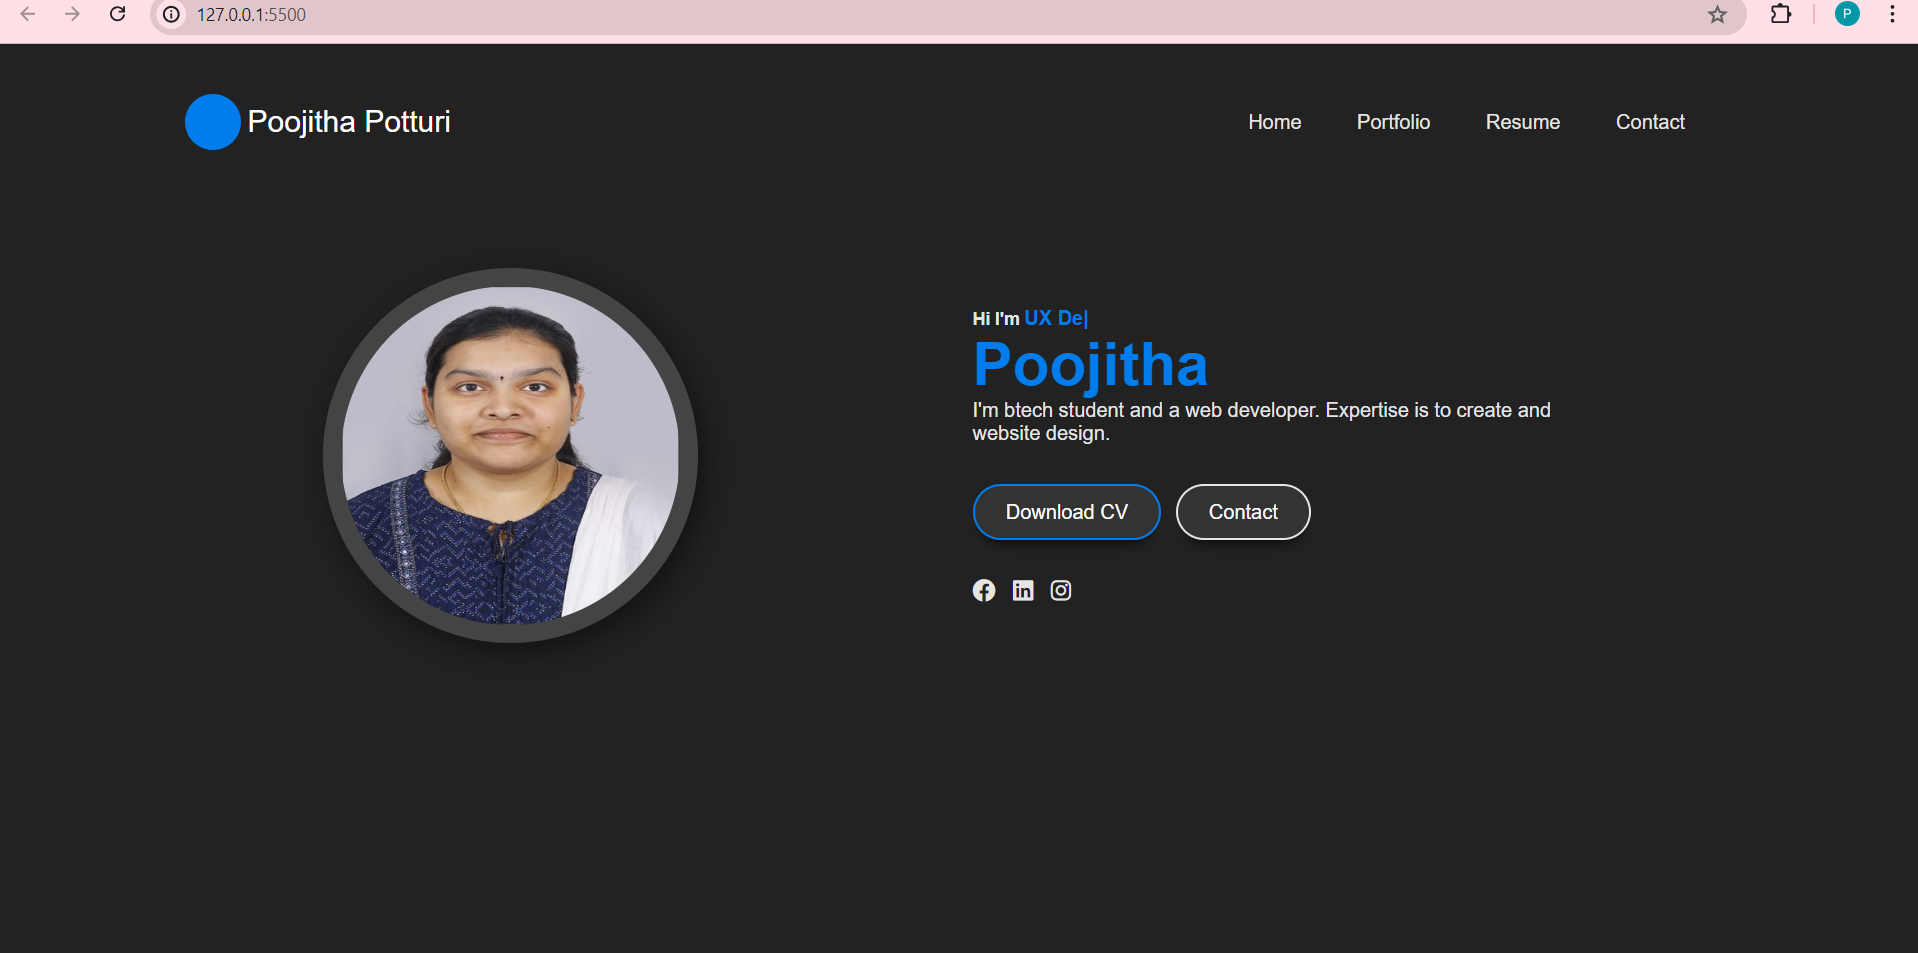 127.0.0.1:5500
P
Poojitha Potturi
Home Portfolio Resume Contact
Hi I'm UX De|
Poojitha
I'm btech student and a web developer. Expertise is to create and
website design.
Download CV Contact